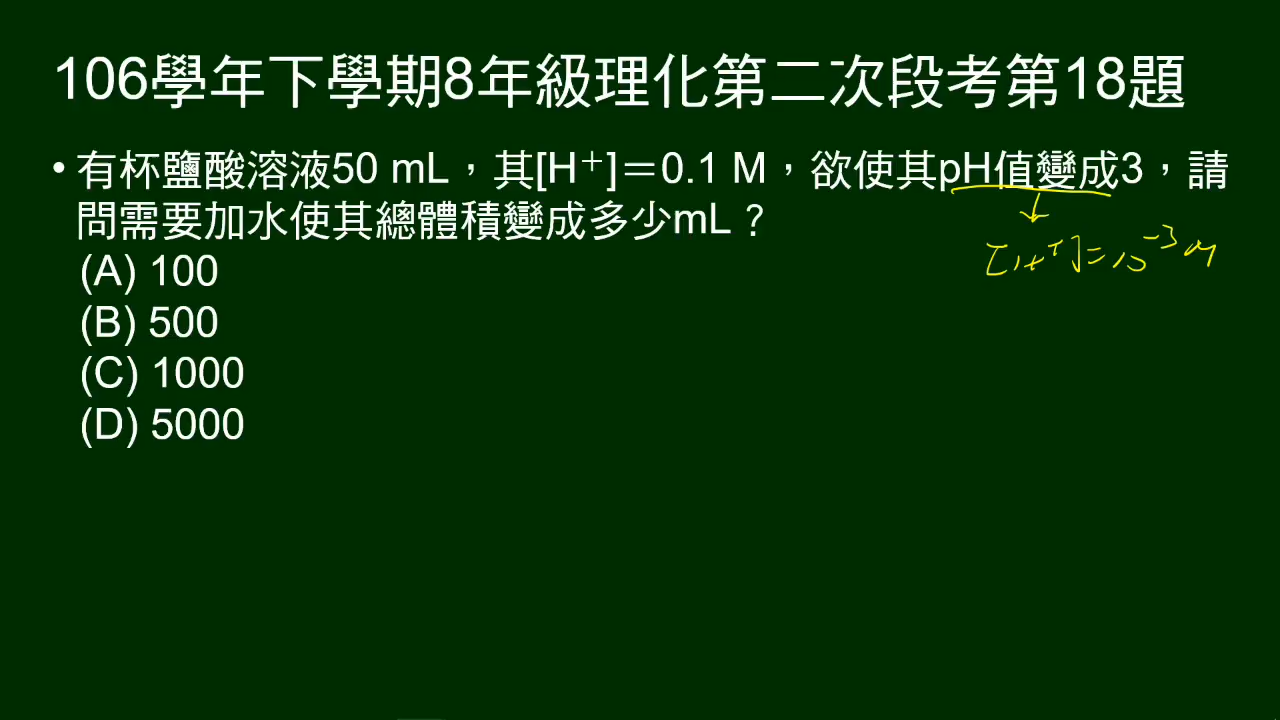 106學年下學期8年級理化第二次段考第18題
• 有杯鹽酸溶液50 mL，其[H⁺]＝0.1 M，欲使其pH值變成3，請
問需要加水使其總體積變成多少mL？
[H⁺]=10⁻³ M
(A) 100
(B) 500
(C) 1000
(D) 5000